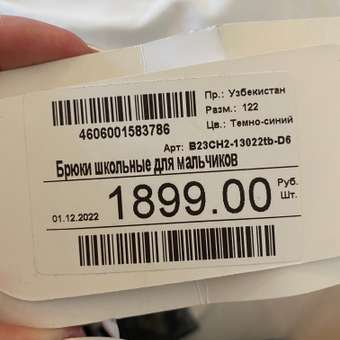 Пр.: Узбекистан
Разм.: 122
4606001583786
Цв.: Темно-синий
Арт: B23CH2-13022tb-D6
Брюки школьные для мальчиков
01.12.2022 1899.00 Руб.
Шт.